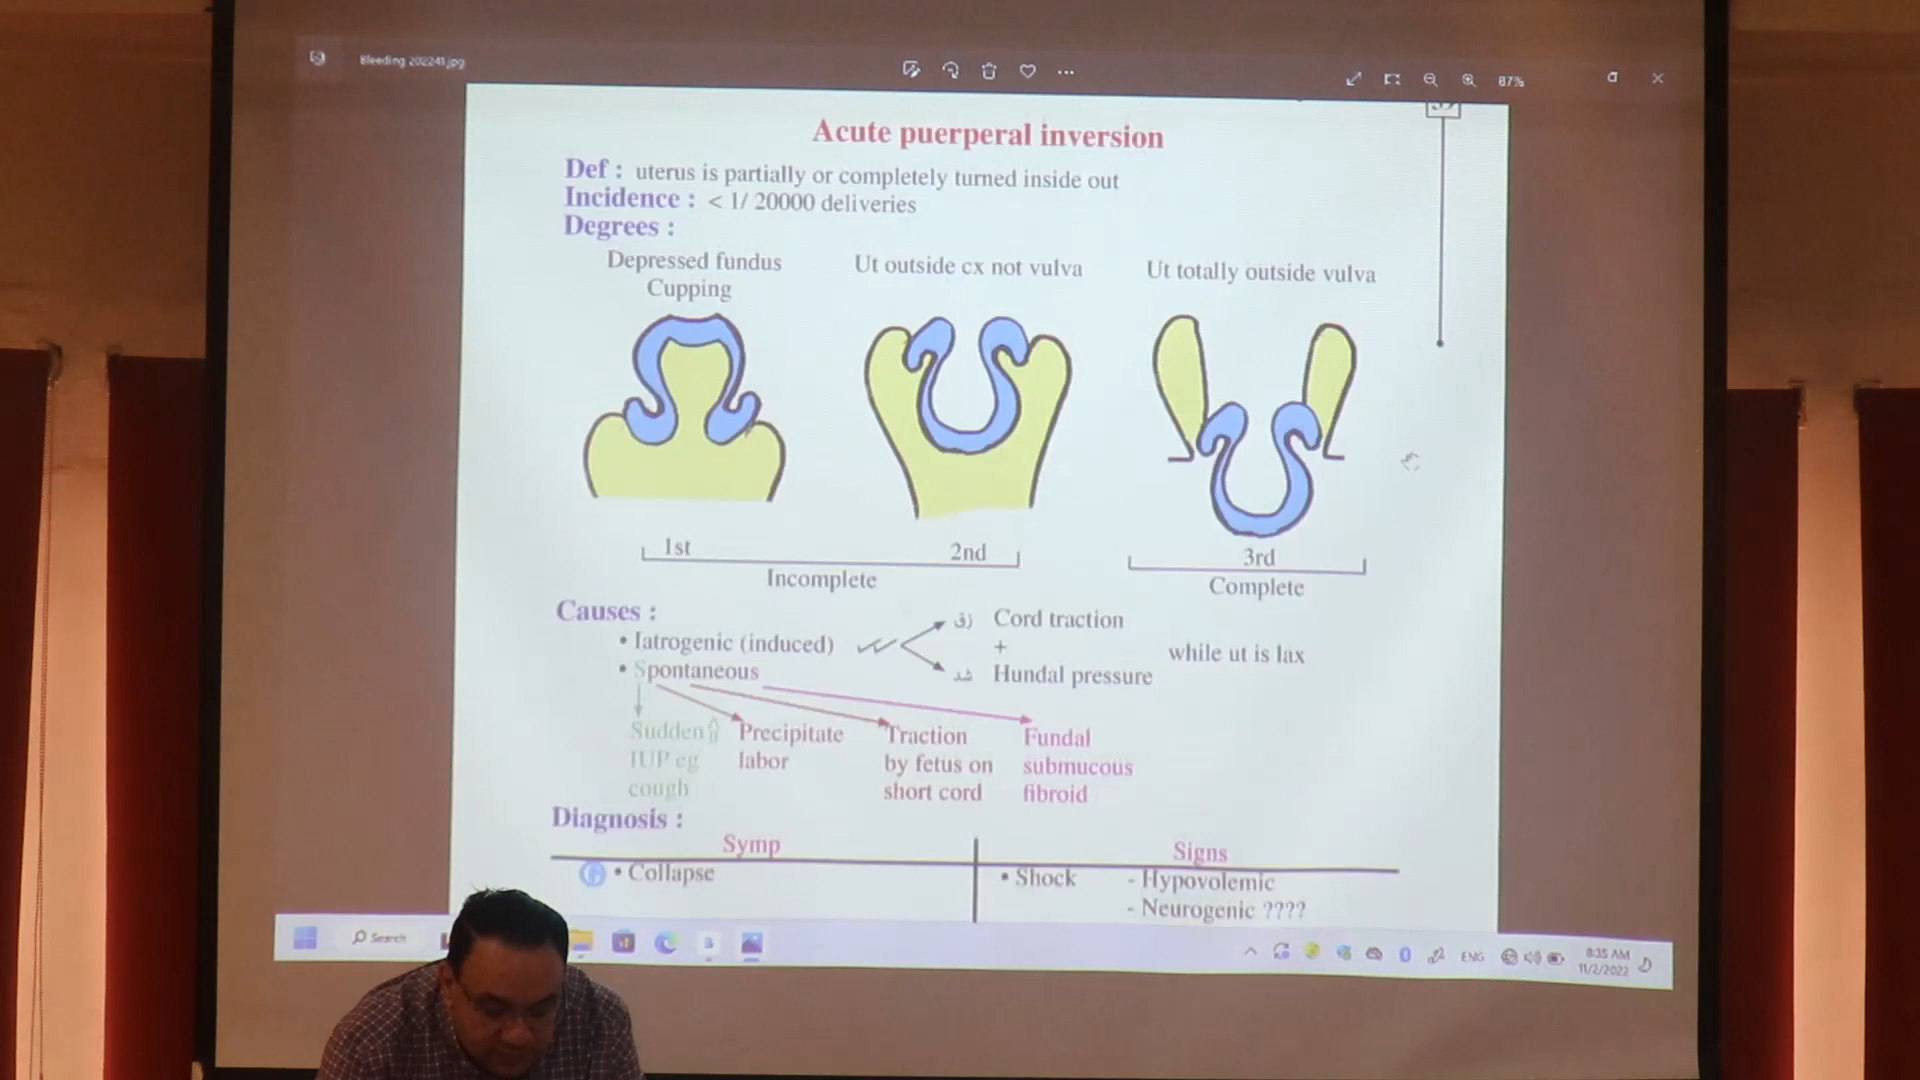 Bleeding 202241.jpg
87%
Acute puerperal inversion
Def : uterus is partially or completely turned inside out
Incidence : < 1/ 20000 deliveries
Degrees :
Depressed fundus
Cupping
Ut outside cx not vulva
Ut totally outside vulva
1st
2nd
Incomplete
3rd
Complete
Causes :
• Iatrogenic (induced)
زق Cord traction
+
while ut is lax
شد Hundal pressure
• Spontaneous
Sudden⇧
IUP eg
cough
Precipitate
labor
Traction
by fetus on
short cord
Fundal
submucous
fibroid
Diagnosis :
Symp
Signs
• Collapse
• Shock - Hypovolemic
- Neurogenic ????
Search
ENG
8:35 AM
11/2/2022